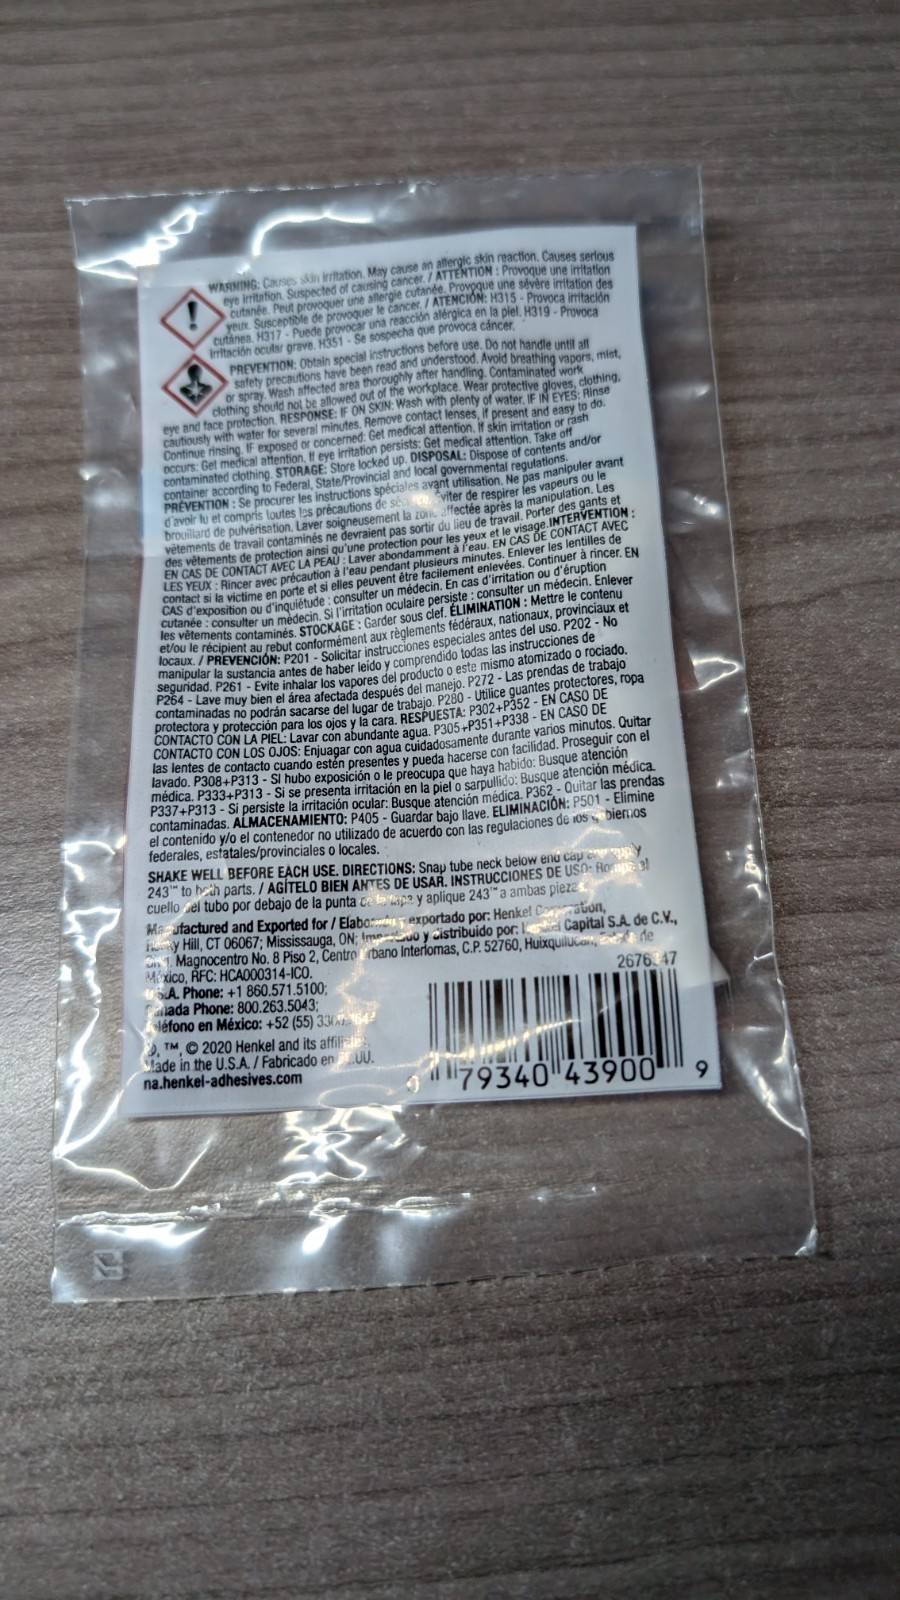 WARNING: Causes skin irritation. May cause an allergic skin reaction. Causes serious
eye irritation. Suspected of causing cancer. / ATTENTION : Provoque une irritation
cutanée. Peut provoquer une allergie cutanée. Provoque une sévère irritation des
yeux. Susceptible de provoquer le cancer. / ATENCIÓN: H315 - Provoca irritación
cutánea. H317 - Puede provocar una reacción alérgica en la piel. H319 - Provoca
irritación ocular grave. H351 - Se sospecha que provoca cáncer.
PREVENTION: Obtain special instructions before use. Do not handle until all
safety precautions have been read and understood. Avoid breathing vapors, mist,
or spray. Wash affected area thoroughly after handling. Contaminated work
clothing should not be allowed out of the workplace. Wear protective gloves, clothing,
eye and face protection. RESPONSE: IF ON SKIN: Wash with plenty of water. IF IN EYES: Rinse
cautiously with water for several minutes. Remove contact lenses, if present and easy to do.
Continue rinsing. IF exposed or concerned: Get medical attention. If skin irritation or rash
occurs: Get medical attention. If eye irritation persists: Get medical attention. Take off
contaminated clothing. STORAGE: Store locked up. DISPOSAL: Dispose of contents and/or
container according to Federal, State/Provincial and local governmental regulations.
PRÉVENTION : Se procurer les instructions spéciales avant utilisation. Ne pas manipuler avant
d'avoir lu et compris toutes les précautions de respirer les vapeurs ou le
brouillard de pulvérisation. Laver soigneusement la zone affectée après la manipulation. Les
vêtements de travail contaminés ne devraient pas sortir du lieu de travail. Porter des gants et
des vêtements de protection ainsi qu'une protection pour les yeux et le visage. INTERVENTION :
EN CAS DE CONTACT AVEC LA PEAU : Laver abondamment à l'eau. EN CAS DE CONTACT AVEC
LES YEUX : Rincer avec précaution à l'eau pendant plusieurs minutes. Enlever les lentilles de
contact si la victime en porte et si elles peuvent être facilement enlevées. Continuer à rincer. EN
CAS d'exposition ou d'inquiétude : consulter un médecin. En cas d'irritation ou d'éruption
cutanée : consulter un médecin. Si l'irritation oculaire persiste : consulter un médecin. Enlever
les vêtements contaminés. STOCKAGE : Garder sous clef. ÉLIMINATION : Mettre le contenu
et/ou le récipient au rebut conformément aux règlements fédéraux, nationaux, provinciaux et
locaux. / PREVENCIÓN: P201 - Solicitar instrucciones especiales antes del uso. P202 - No
manipular la sustancia antes de haber leído y comprendido todas las instrucciones de
seguridad. P261 - Evite inhalar los vapores del producto o este mismo atomizado o rociado.
P264 - Lave muy bien el área afectada después del manejo. P272 - Las prendas de trabajo
contaminadas no podrán sacarse del lugar de trabajo. P280 - Utilice guantes protectores, ropa
protectora y protección para los ojos y la cara. RESPUESTA: P302+P352 - EN CASO DE
CONTACTO CON LA PIEL: Lavar con abundante agua. P305+P351+P338 - EN CASO DE
CONTACTO CON LOS OJOS: Enjuagar con agua cuidadosamente durante varios minutos. Quitar
las lentes de contacto cuando estén presentes y pueda hacerse con facilidad. Proseguir con el
lavado. P308+P313 - SI hubo exposición o le preocupa que haya habido: Busque atención
médica. P333+P313 - Si se presenta irritación en la piel o sarpullido: Busque atención médica.
P337+P313 - Si persiste la irritación ocular: Busque atención médica. P362 - Quitar las prendas
contaminadas. ALMACENAMIENTO: P405 - Guardar bajo llave. ELIMINACIÓN: P501 - Elimine
el contenido y/o el contenedor no utilizado de acuerdo con las regulaciones de los gobiernos
federales, estatales/provinciales o locales.
SHAKE WELL BEFORE EACH USE. DIRECTIONS: Snap tube neck below end cap and apply
243™ to both parts. / AGÍTELO BIEN ANTES DE USAR. INSTRUCCIONES DE USO: Rompa el
cuello del tubo por debajo de la punta de la tapa y aplique 243™ a ambas piezas.
Manufactured and Exported for / Elaborado y exportado por: Henkel Corporation,
Rocky Hill, CT 06067; Mississauga, ON; Importado y distribuido por: Henkel Capital S.A. de C.V.,
Magnocentro No. 8 Piso 2, Centro Urbano Interlomas, C.P. 52760, Huixquilucan, de
México, RFC: HCA000314-ICO.
U.S.A. Phone: +1 860.571.5100;
Canada Phone: 800.263.5043;
Teléfono en México: +52 (55)
®, ™, © 2020 Henkel and its affiliates.
Made in the U.S.A. / Fabricado en EE.UU.
na.henkel-adhesives.com
0 79340 43900 9